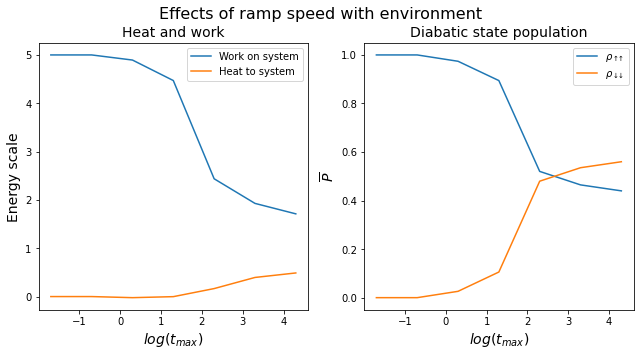 Effects of ramp speed with environment
Heat and work
Work on system
Heat to system
5
4
3
2
1
0
Energy scale
−1 0 1 2 3 4
log(t_max)
Diabatic state population
ρ↑↑
ρ↓↓
1.0
0.8
0.6
0.4
0.2
0.0
P̅
−1 0 1 2 3 4
log(t_max)